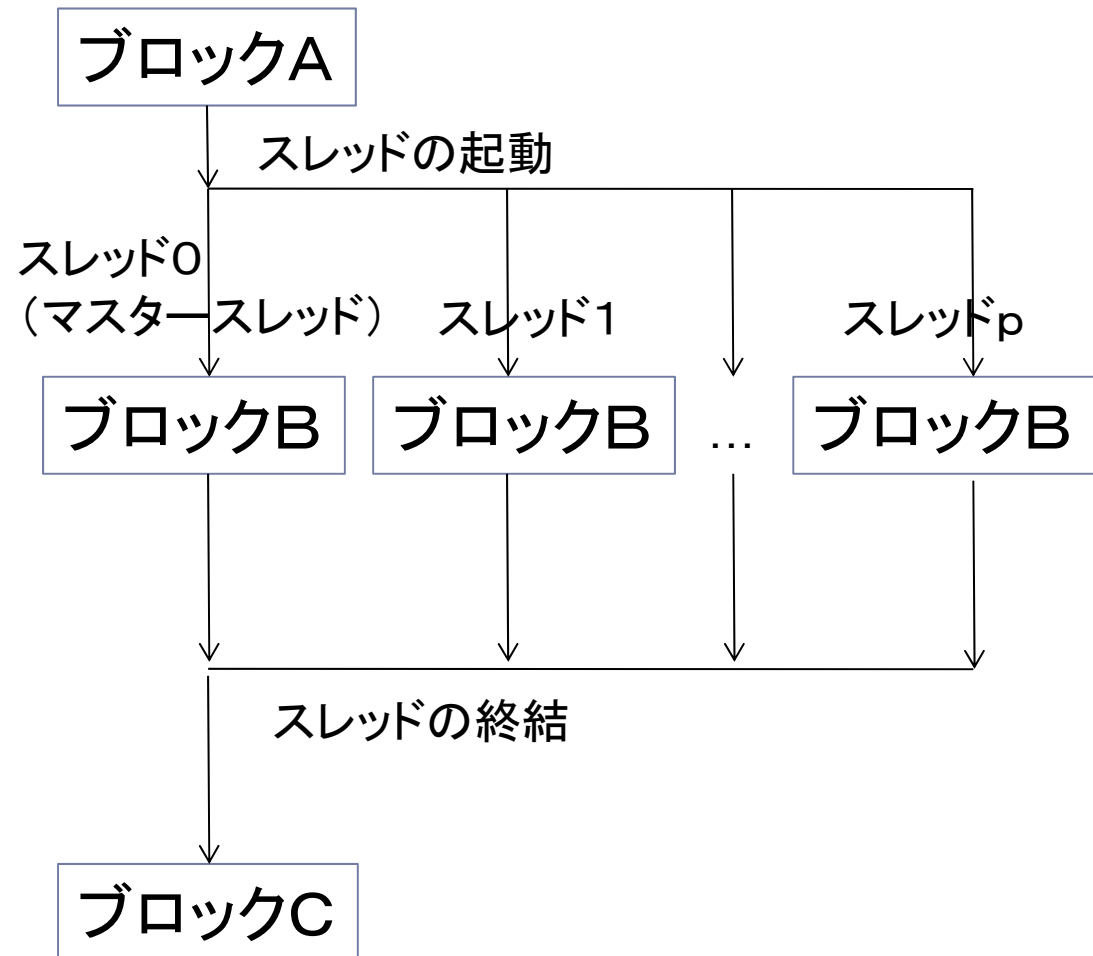 ブロックA
スレッドの起動
スレッド0
（マスタースレッド）
スレッド1
スレッドp
ブロックB
ブロックB
…
ブロックB
スレッドの終結
ブロックC